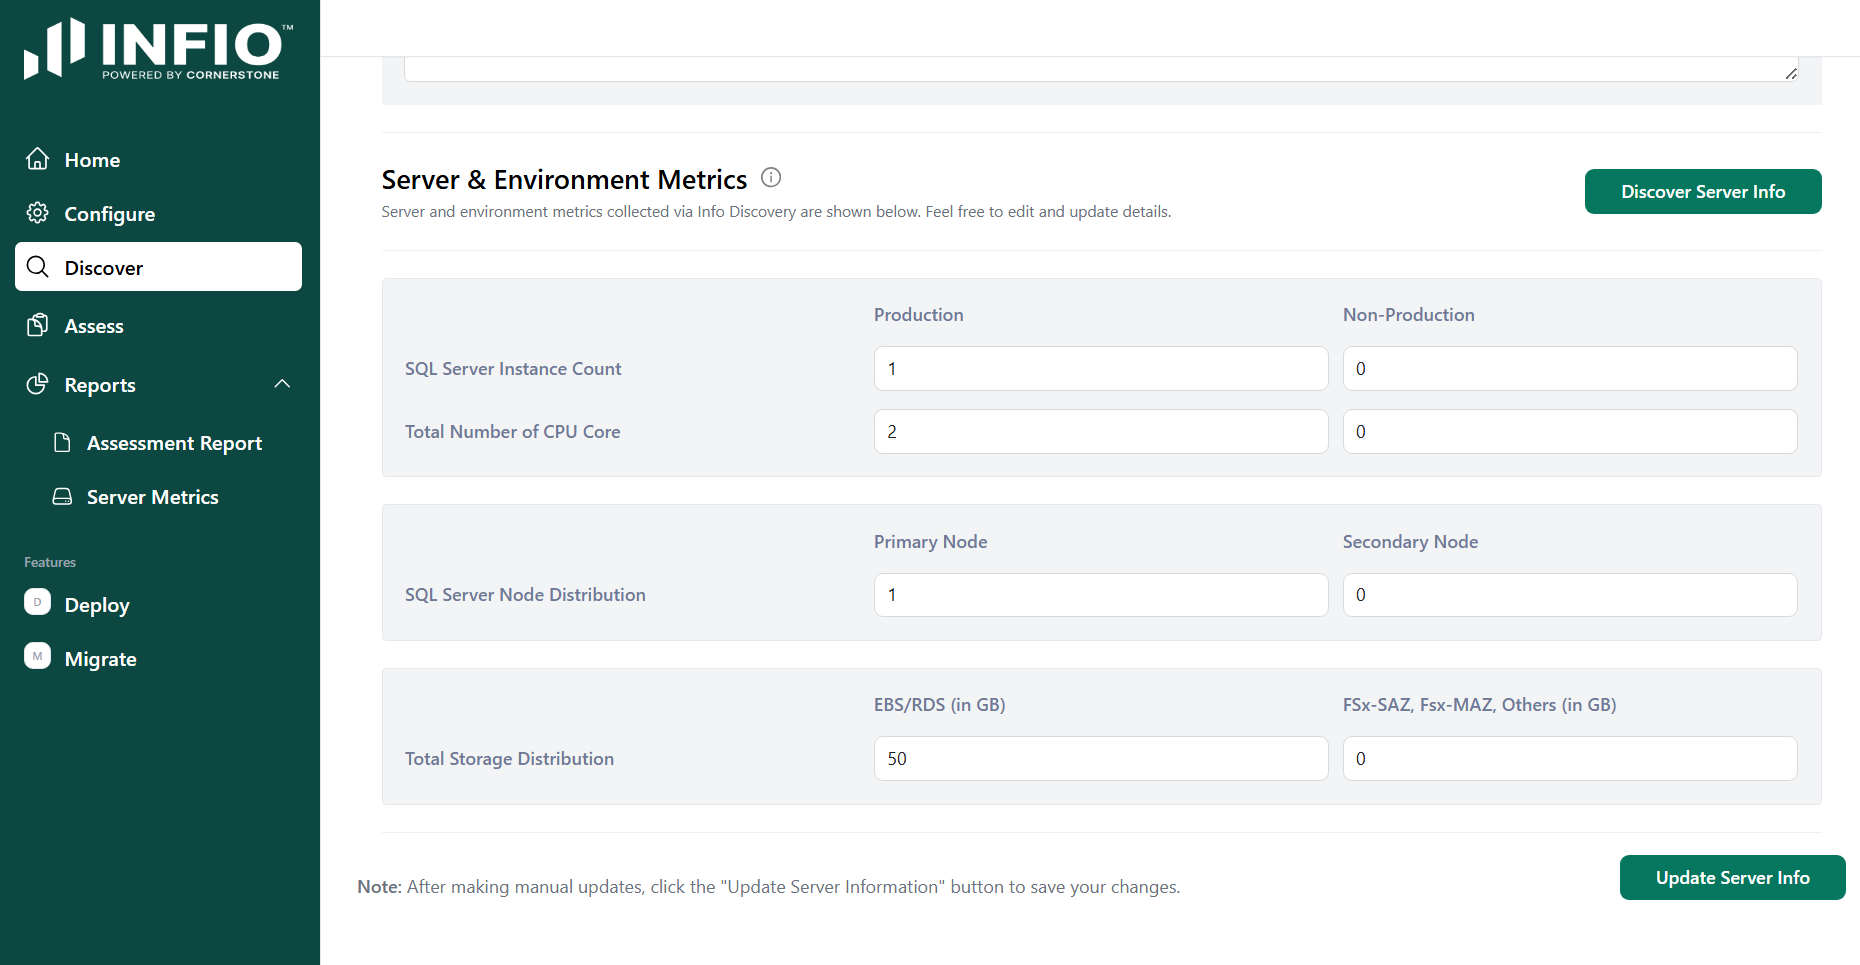 INFIO™
POWERED BY CORNERSTONE
Home
Configure
Discover
Assess
Reports
Assessment Report
Server Metrics
Features
D Deploy
M Migrate
Server & Environment Metrics
Server and environment metrics collected via Info Discovery are shown below. Feel free to edit and update details.
Discover Server Info
Production Non-Production
SQL Server Instance Count 1 0
Total Number of CPU Core 2 0
Primary Node Secondary Node
SQL Server Node Distribution 1 0
EBS/RDS (in GB) FSx-SAZ, Fsx-MAZ, Others (in GB)
Total Storage Distribution 50 0
Note: After making manual updates, click the "Update Server Information" button to save your changes.
Update Server Info